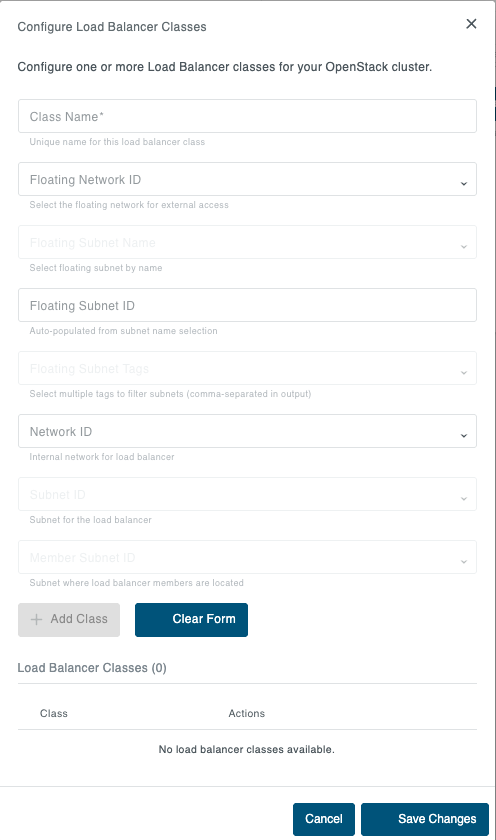 Configure Load Balancer Classes
Configure one or more Load Balancer classes for your OpenStack cluster.
Class Name*
Unique name for this load balancer class
Floating Network ID
Select the floating network for external access
Floating Subnet Name
Select floating subnet by name
Floating Subnet ID
Auto-populated from subnet name selection
Floating Subnet Tags
Select multiple tags to filter subnets (comma-separated in output)
Network ID
Internal network for load balancer
Subnet ID
Subnet for the load balancer
Member Subnet ID
Subnet where load balancer members are located
+ Add Class Clear Form
Load Balancer Classes (0)
Class Actions
No load balancer classes available.
Cancel Save Changes